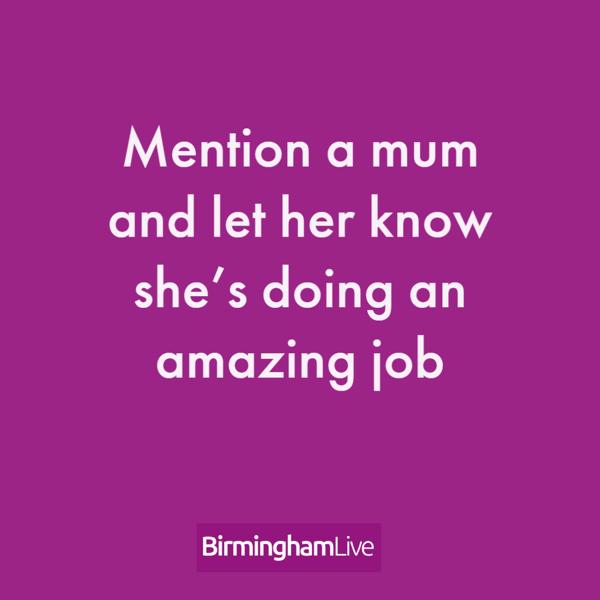 Mention a mum
and let her know
she’s doing an
amazing job
BirminghamLive